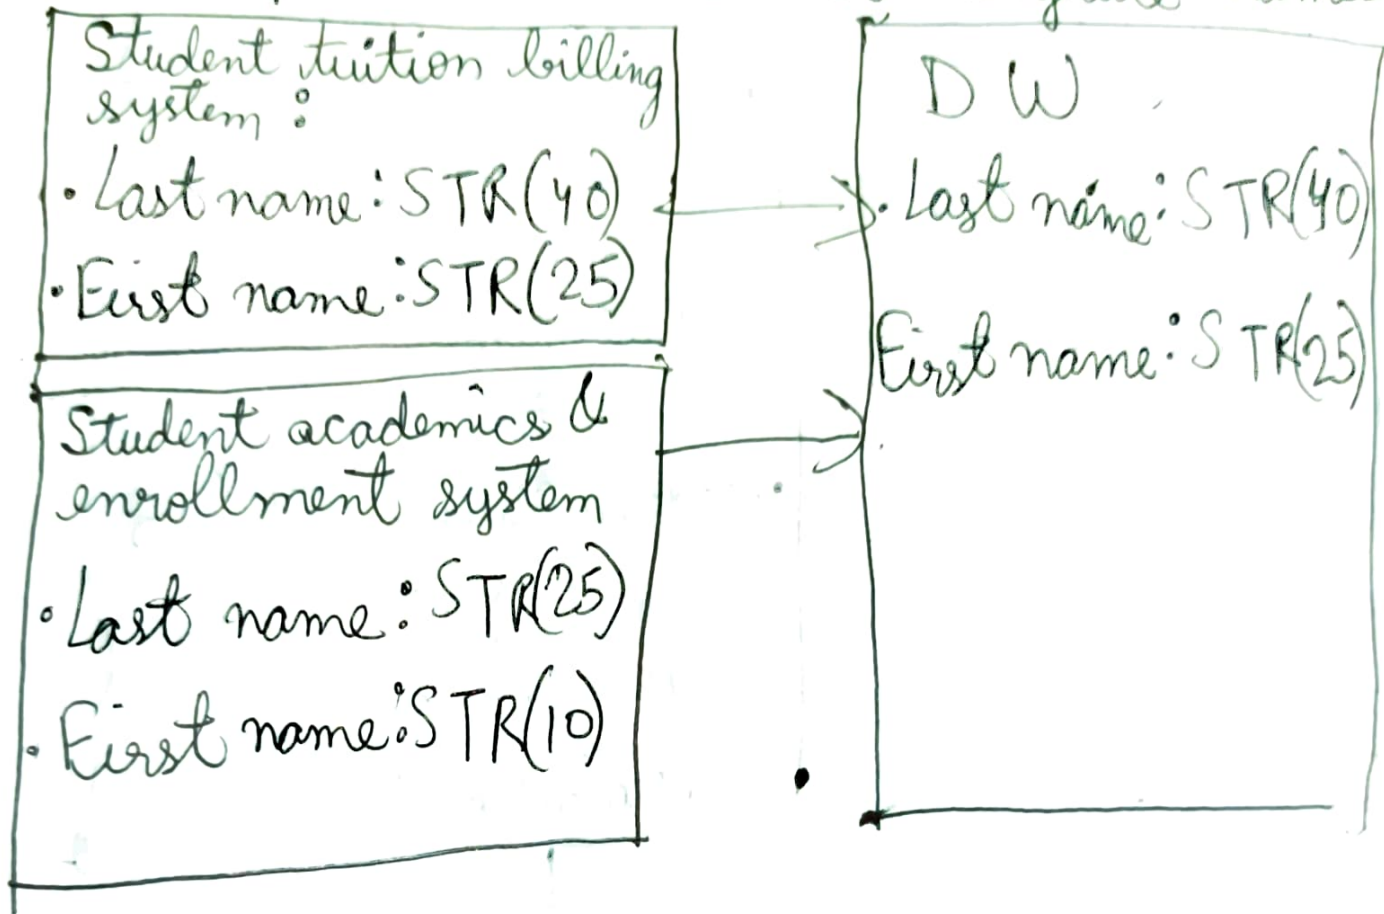 Student tuition billing
system :
· Last name : STR(40)
· First name : STR(25)
Student academics &
enrollment system
· Last name : STR(25)
· First name : STR(10)
DW
· Last name : STR(40)
First name : STR(25)